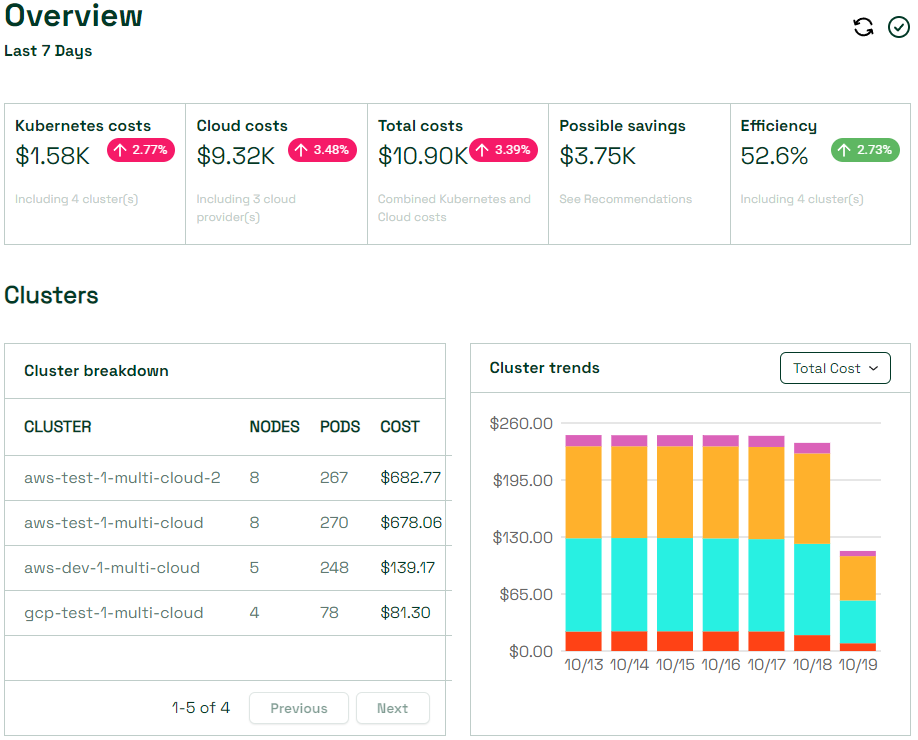 Overview
Last 7 Days
Kubernetes costs
$1.58K
2.77%
Including 4 cluster(s)
Cloud costs
$9.32K
3.48%
Including 3 cloud
provider(s)
Total costs
$10.90K
3.39%
Combined Kubernetes and
Cloud costs
Possible savings
$3.75K
See Recommendations
Efficiency
52.6%
2.73%
Including 4 cluster(s)
Clusters
Cluster breakdown
CLUSTER NODES PODS COST
aws-test-1-multi-cloud-2 8 267 $682.77
aws-test-1-multi-cloud 8 270 $678.06
aws-dev-1-multi-cloud 5 248 $139.17
gcp-test-1-multi-cloud 4 78 $81.30
1-5 of 4 Previous Next
Cluster trends
Total Cost
$260.00
$195.00
$130.00
$65.00
$0.00
10/13 10/14 10/15 10/16 10/17 10/18 10/19